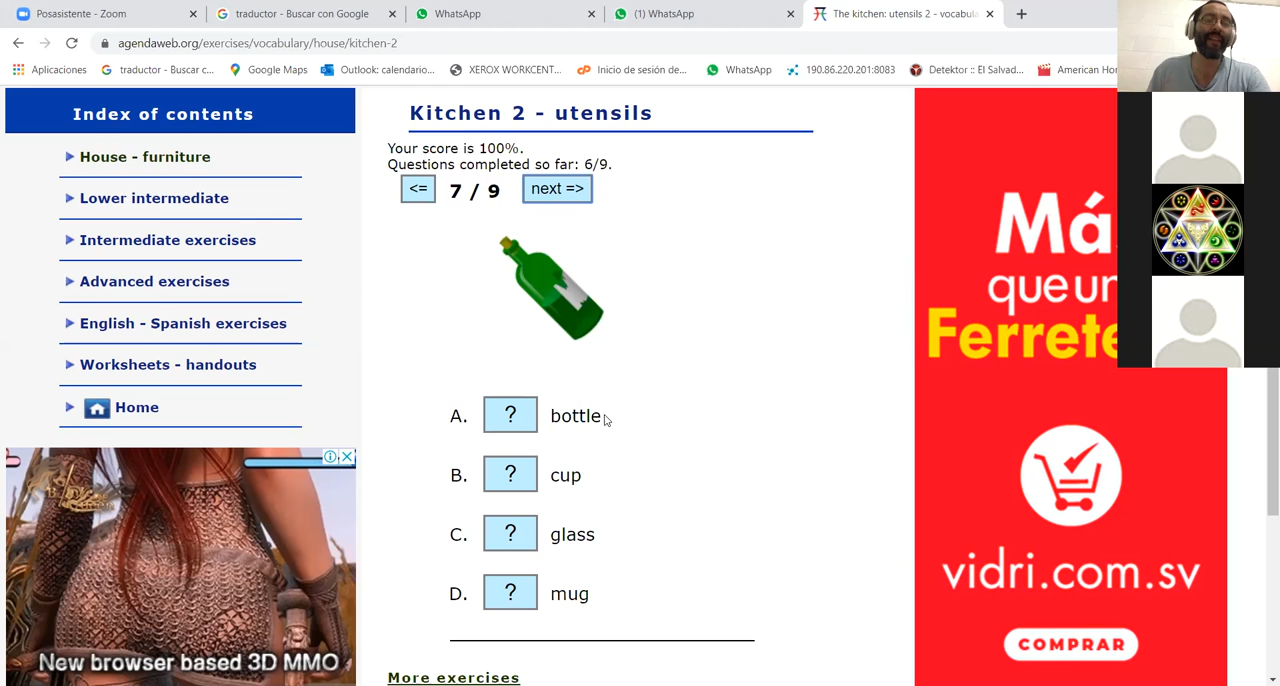 Posasistente - Zoom
traductor - Buscar con Google
WhatsApp
(1) WhatsApp
The kitchen: utensils 2 - vocabula
agendaweb.org/exercises/vocabulary/house/kitchen-2
Aplicaciones
traductor - Buscar c...
Google Maps
Outlook: calendario...
XEROX WORKCENT...
Inicio de sesión de...
WhatsApp
190.86.220.201:8083
Detektor :: El Salvad...
American Hom
Index of contents
House - furniture
Lower intermediate
Intermediate exercises
Advanced exercises
English - Spanish exercises
Worksheets - handouts
Home
New browser based 3D MMO
Kitchen 2 - utensils
Your score is 100%.
Questions completed so far: 6/9.
<= 7 / 9 next =>
A. ? bottle
B. ? cup
C. ? glass
D. ? mug
More exercises
Má
que un
Ferrete
vidri.com.sv
COMPRAR